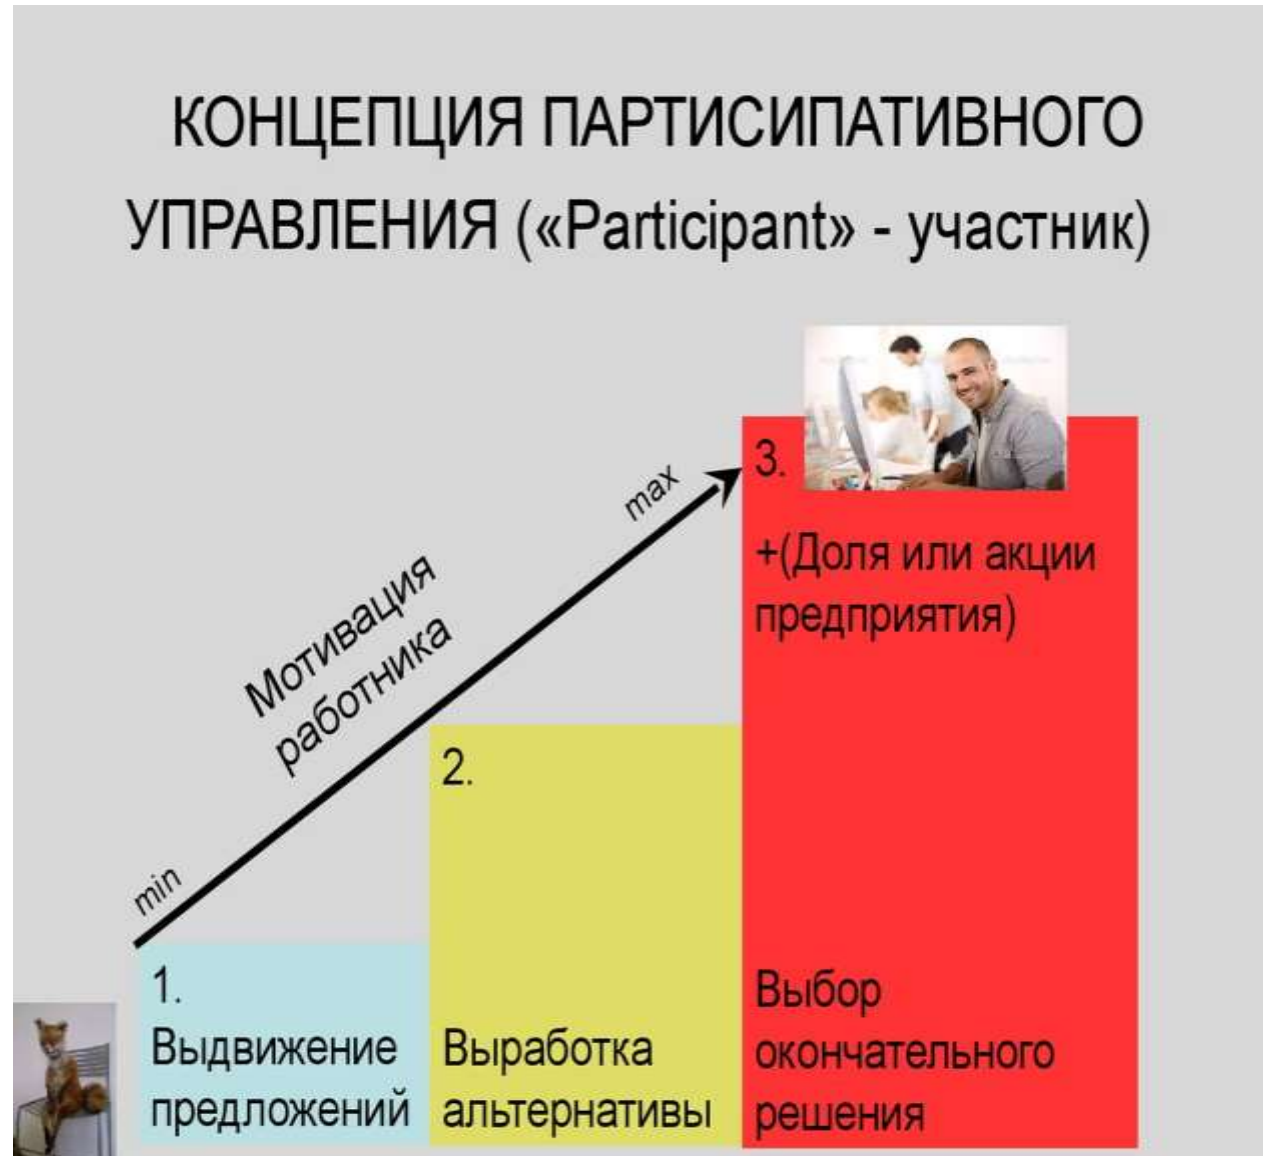 КОНЦЕПЦИЯ ПАРТИСИПАТИВНОГО
УПРАВЛЕНИЯ («Participant» - участник)
Мотивация
работника
min
max
1.
Выдвижение
предложений
2.
Выработка
альтернативы
3.
+(Доля или акции
предприятия)
Выбор
окончательного
решения